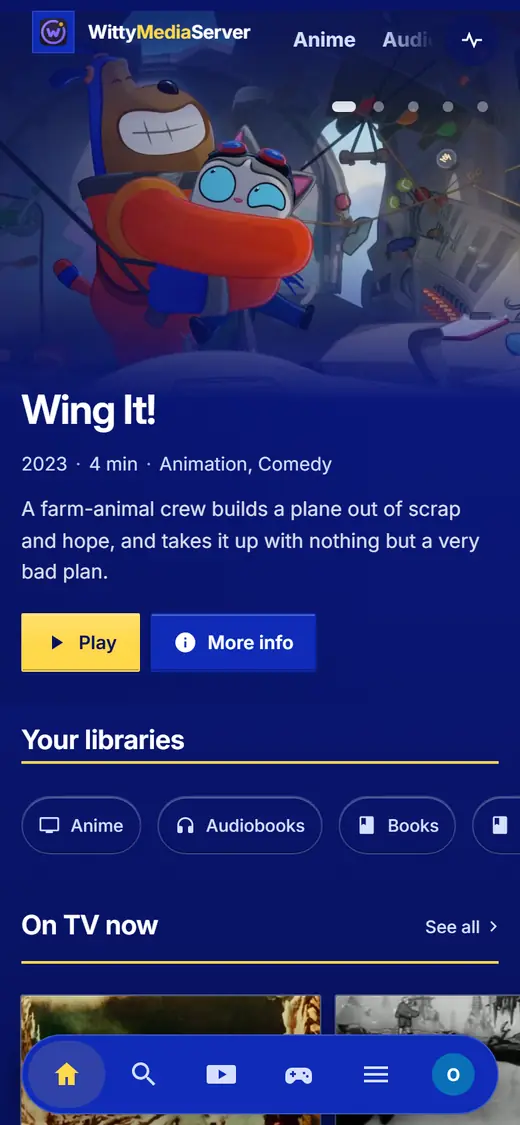 WittyMediaServer
Anime
Wing It!
2023 · 4 min · Animation, Comedy
A farm-animal crew builds a plane out of scrap
and hope, and takes it up with nothing but a very
bad plan.
Play
More info
Your libraries
Anime
Audiobooks
Books
On TV now
See all
O